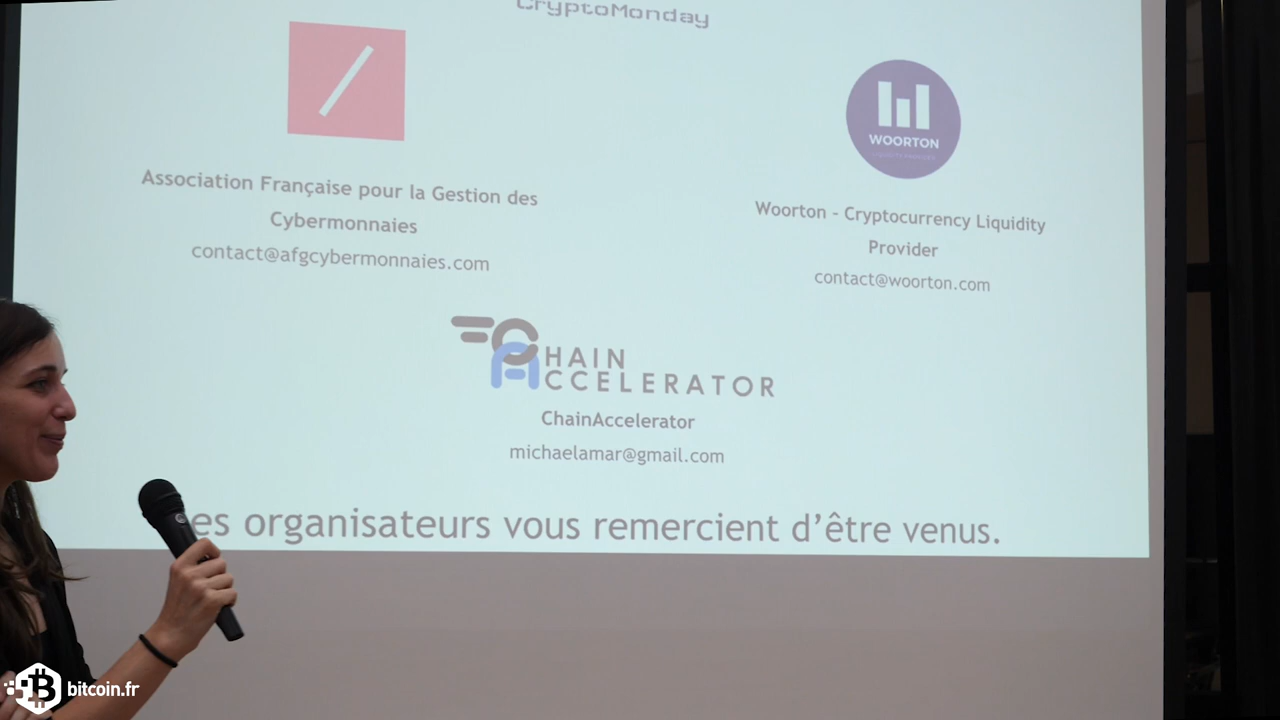 CryptoMonday
WOORTON
Association Française pour la Gestion des
Cybermonnaies
contact@afgcybermonnaies.com
Woorton - Cryptocurrency Liquidity
Provider
contact@woorton.com
CHAIN
ACCELERATOR
ChainAccelerator
michaelamar@gmail.com
es organisateurs vous remercient d’être venus.
bitcoin.fr